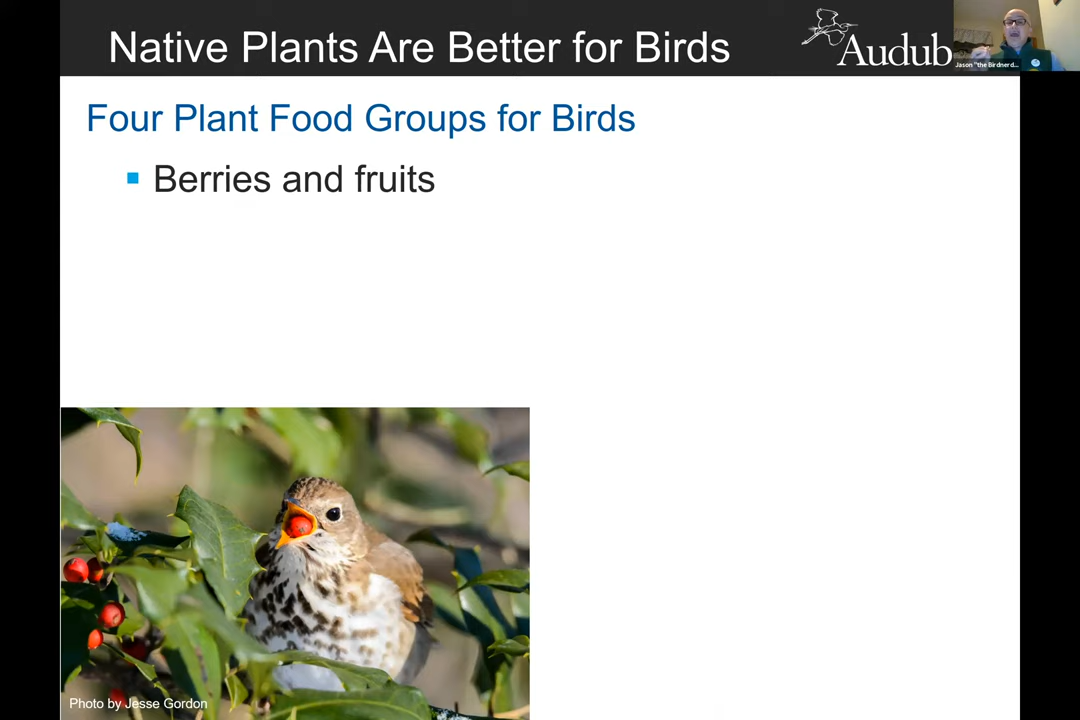 Native Plants Are Better for Birds
Audub
Jason "the Birdnerd...
Four Plant Food Groups for Birds
Berries and fruits
Photo by Jesse Gordon